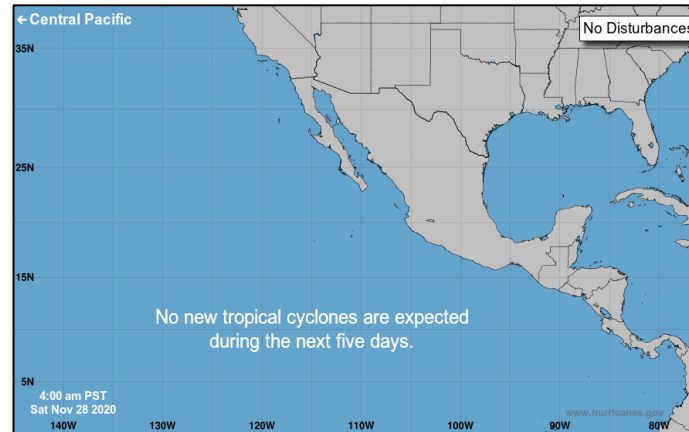 ← Central Pacific
No Disturbances
35N
25N
15N
No new tropical cyclones are expected
during the next five days.
5N
4:00 am PST
Sat Nov 28 2020
www.hurricanes.gov
140W 130W 120W 110W 100W 90W 80W